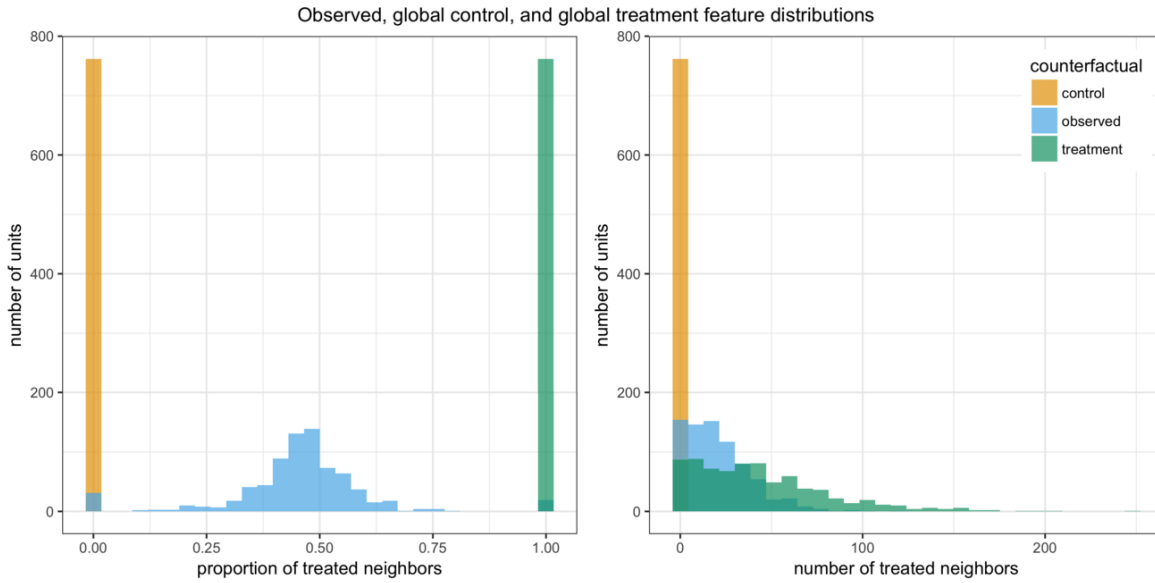 Observed, global control, and global treatment feature distributions
number of units
800
600
400
200
0
0.00 0.25 0.50 0.75 1.00
proportion of treated neighbors
number of units
800
600
400
200
0
0 100 200
number of treated neighbors
counterfactual
control
observed
treatment